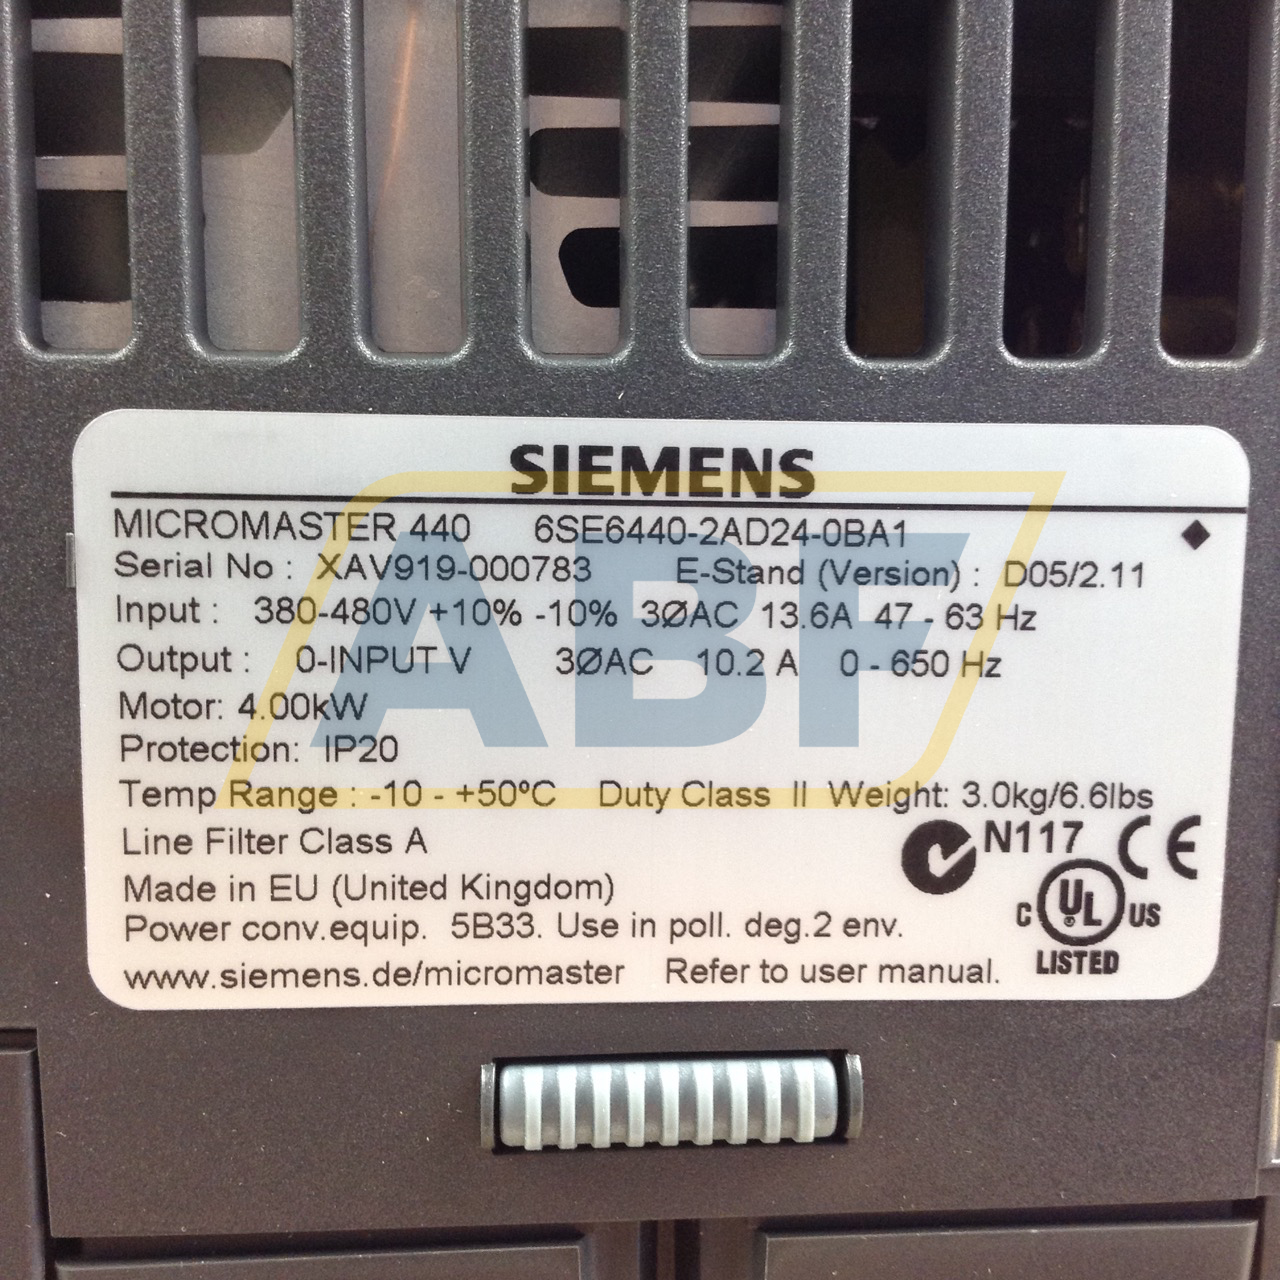 SIEMENS
MICROMASTER 440 6SE6440-2AD24-0BA1
Serial No : XAV919-000783 E-Stand (Version) : D05/2.11
Input : 380-480V +10% -10% 3ØAC 13.6A 47 - 63 Hz
Output : 0-INPUT V 3ØAC 10.2 A 0 - 650 Hz
Motor: 4.00kW
Protection: IP20
Temp Range : -10 - +50ºC Duty Class II Weight: 3.0kg/6.6lbs
Line Filter Class A
N117 CE
Made in EU (United Kingdom)
C UL US
LISTED
Power conv.equip. 5B33. Use in poll. deg.2 env.
www.siemens.de/micromaster Refer to user manual.
ABF